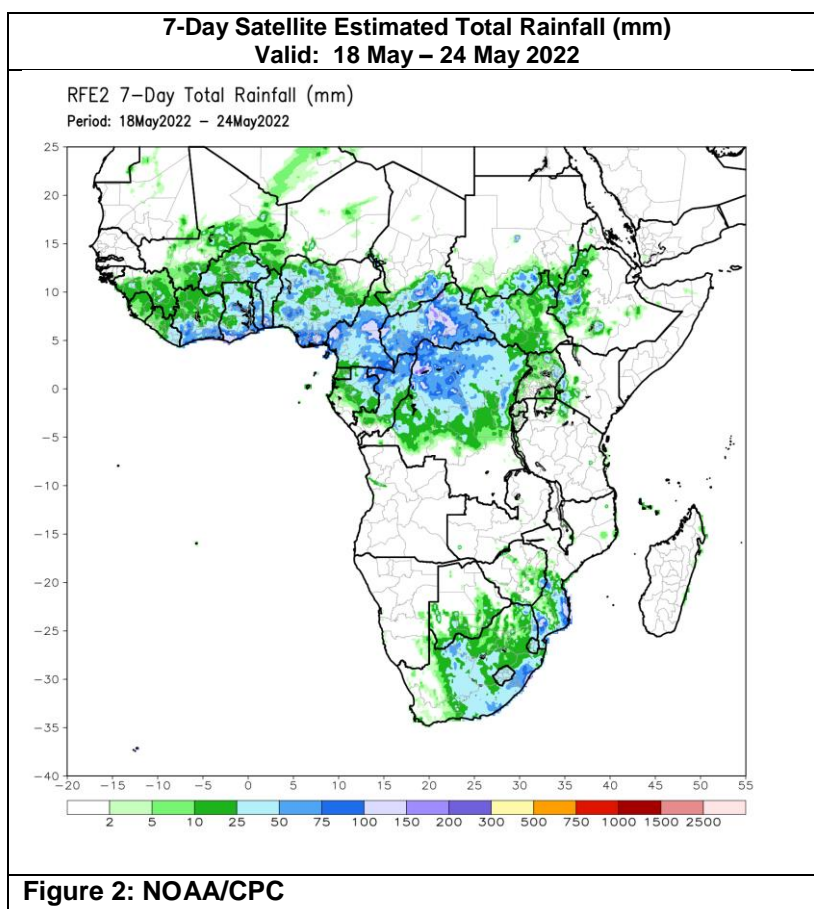 7-Day Satellite Estimated Total Rainfall (mm)
Valid: 18 May – 24 May 2022
RFE2 7-Day Total Rainfall (mm)
Period: 18May2022 – 24May2022
25
20
15
10
5
0
-5
-10
-15
-20
-25
-30
-35
-40
-20 -15 -10 -5 0 5 10 15 20 25 30 35 40 45 50 55
2 5 10 25 50 75 100 150 200 300 500 750 1000 1500 2500
Figure 2: NOAA/CPC